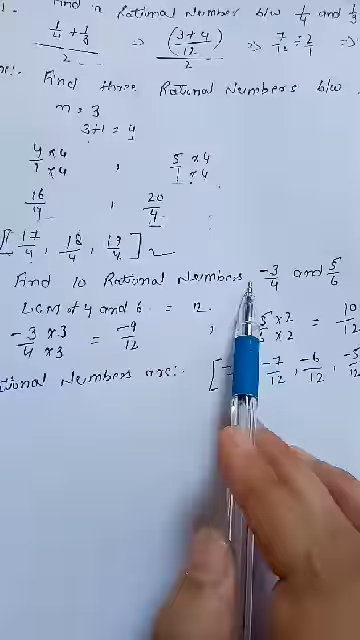 1. Find in Rational Number b/w 1/4 and 1/3
(1/4 + 1/3)/2 => ((3+4)/12)/2 => 7/12 ÷ 2/1 =>
Find three Rational Numbers b/w
n = 3
3+1 = 4
× 4 / × 4 , 5/1 × 4 / × 4
16/4 , 20/4
[17/4, 18/4, 19/4]
Find 10 Rational Numbers -3/4 and 5/6
LCM of 4 and 6 = 12.
-3/4 × 3 / × 3 = -9/12 , 5 × 2 / 6 × 2 = 10/12
Numbers are:- [ -7/12, -6/12, -5/12